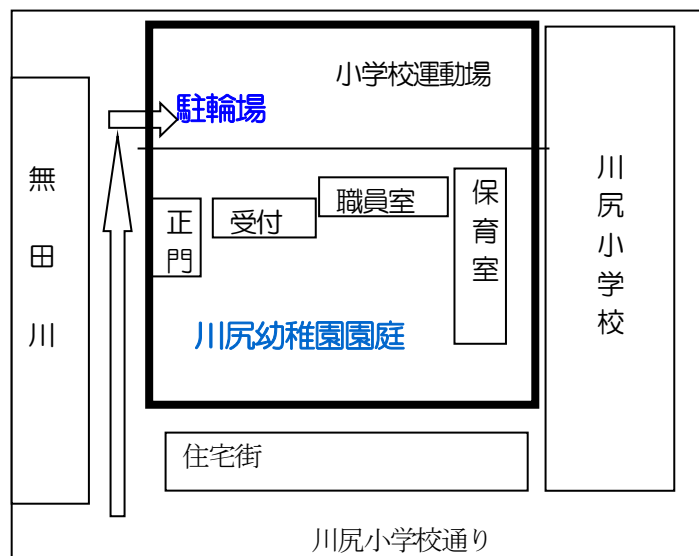 小学校運動場
駐輪場
無田川
正門
受付
職員室
保育室
川尻小学校
川尻幼稚園園庭
住宅街
川尻小学校通り